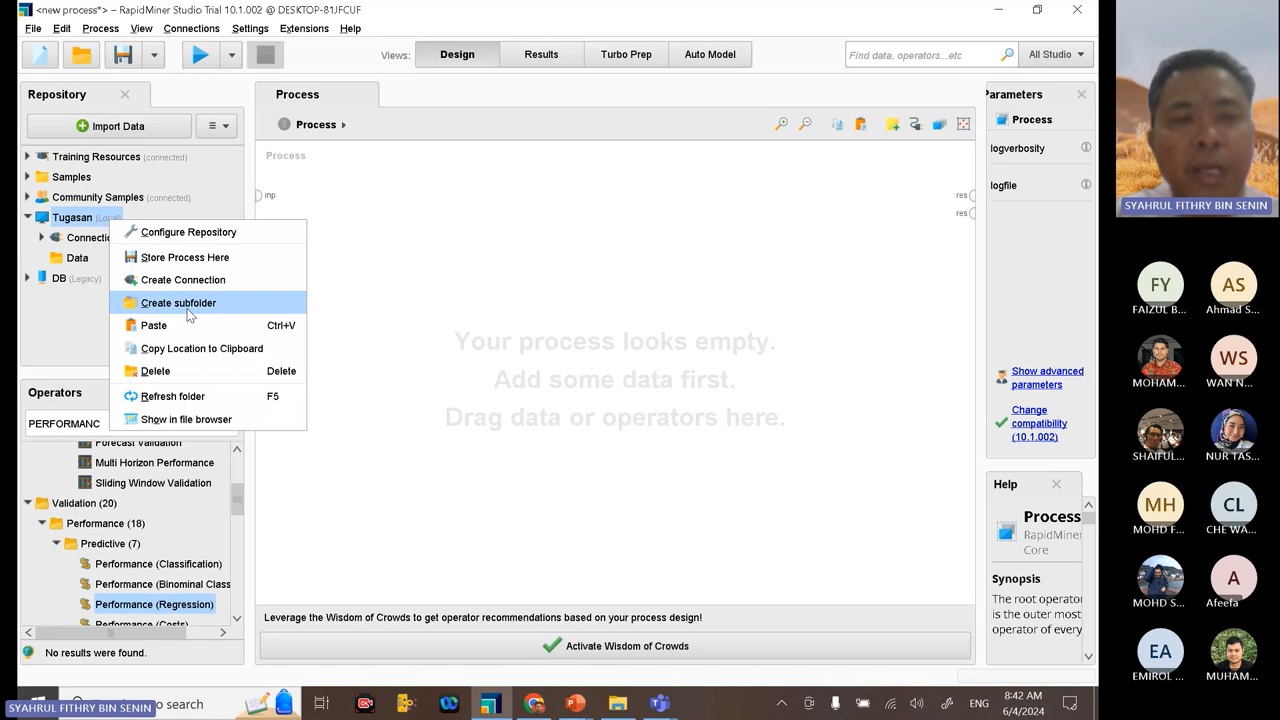 <new process*> – RapidMiner Studio Trial 10.1.002 @ DESKTOP-81JFCUF
File Edit Process View Connections Settings Extensions Help
Views: Design Results Turbo Prep Auto Model Find data, operators...etc All Studio
Repository
Import Data
Training Resources (connected)
Samples
Community Samples (connected)
Tugasan (Local)
Data
DB (Legacy)
Configure Repository
Store Process Here
Create Connection
Create subfolder
Paste Ctrl+V
Copy Location to Clipboard
Delete Delete
Refresh folder F5
Show in file browser
Operators
PERFORMANC
Forecast Validation
Multi Horizon Performance
Sliding Window Validation
Validation (20)
Performance (18)
Predictive (7)
Performance (Classification)
Performance (Binominal Class
Performance (Regression)
Performance (Costs)
No results were found.
Process
Process
Process
inp
res
res
Your process looks empty.
Add some data first.
Drag data or operators here.
Leverage the Wisdom of Crowds to get operator recommendations based on your process design!
Activate Wisdom of Crowds
Parameters
Process
logverbosity
logfile
Show advanced
parameters
Change
compatibility
(10.1.002)
Help
Process
RapidMiner Studio
Core
Synopsis
The root operator
is the outer most
operator of every
SYAHRUL FITHRY BIN SENIN
FY
FAIZUL B...
AS
Ahmad S...
MOHAM...
WS
WAN N...
SHAIFUL...
NUR TAS...
MH
MOHD F...
CL
CHE WA...
MOHD S...
A
Afeefa
EA
EMIROL ...
MUHAM...
SYAHRUL FITHRY BIN SENIN
search
ENG
8:42 AM
6/4/2024